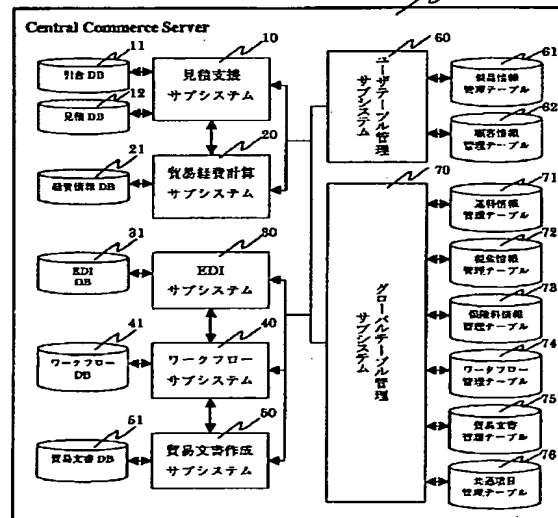 Central Commerce Server
11
引合 DB
12
見積 DB
10
見積支援
サブシステム
21
経費情報 DB
20
貿易経費計算
サブシステム
31
EDI
DB
30
EDI
サブシステム
41
ワークフロー
DB
40
ワークフロー
サブシステム
51
貿易文書 DB
50
貿易文書作成
サブシステム
60
ユーザテーブル管理
サブシステム
61
製品情報
管理テーブル
62
顧客情報
管理テーブル
70
グローバルテーブル管理
サブシステム
71
送料情報
管理テーブル
72
税金情報
管理テーブル
73
保険料情報
管理テーブル
74
ワークフロー
管理テーブル
75
貿易文書
管理テーブル
76
共通項目
管理テーブル